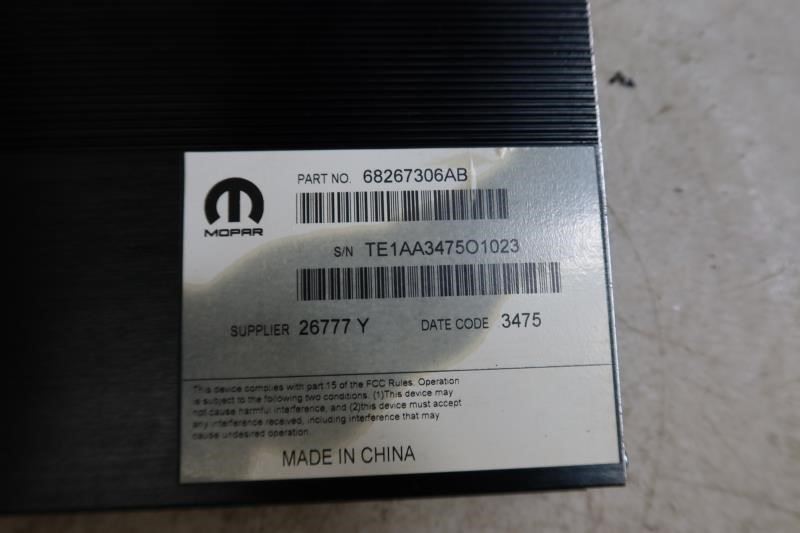 MOPAR
PART NO. 68267306AB
S/N TE1AA3475O1023
SUPPLIER 26777 Y DATE CODE 3475
This device complies with part 15 of the FCC Rules. Operation
is subject to the following two conditions. (1)This device may
not cause harmful interference, and (2)this device must accept
any interference received, including interference that may
cause undesired operation.
MADE IN CHINA